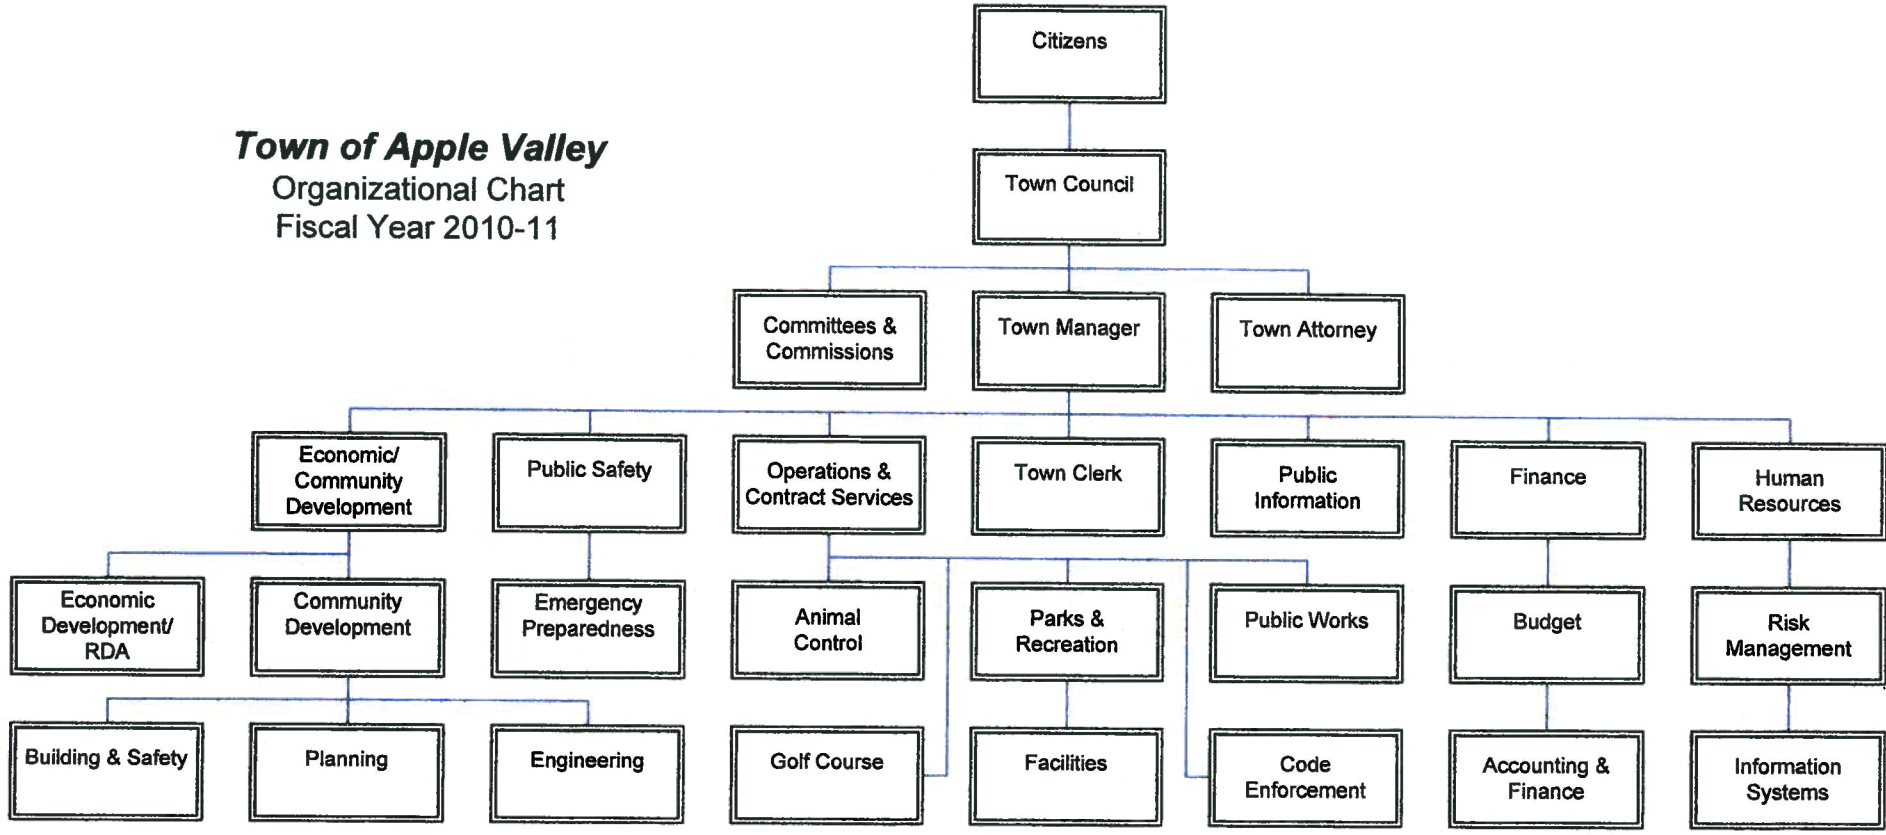 Citizens
Town of Apple Valley
Organizational Chart
Fiscal Year 2010-11
Town Council
Committees &
Commissions
Town Manager
Town Attorney
Economic/
Community
Development
Public Safety
Operations &
Contract Services
Town Clerk
Public
Information
Finance
Human
Resources
Economic
Development/
RDA
Community
Development
Emergency
Preparedness
Animal
Control
Parks &
Recreation
Public Works
Budget
Risk
Management
Building & Safety
Planning
Engineering
Golf Course
Facilities
Code
Enforcement
Accounting &
Finance
Information
Systems